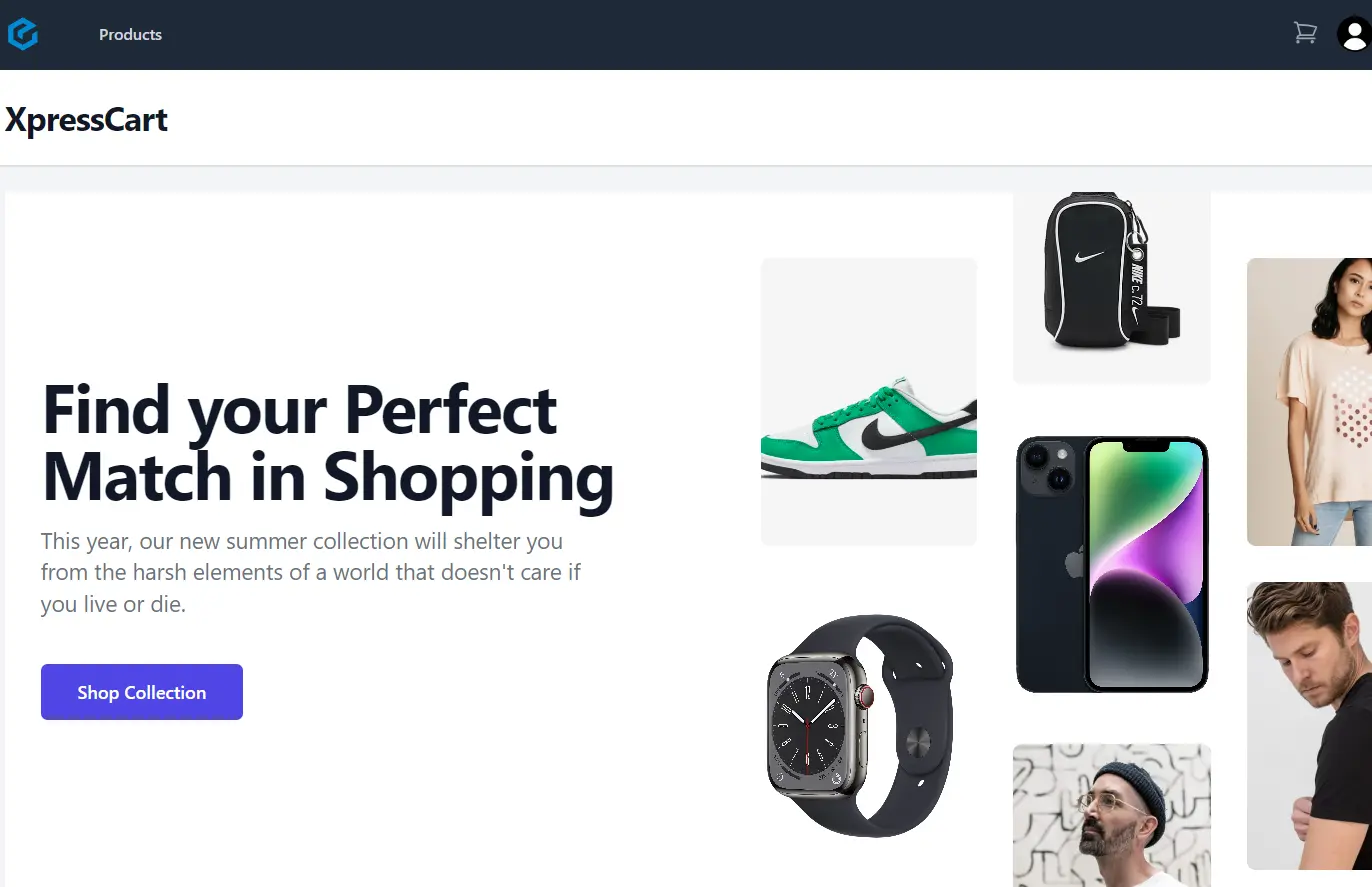 Products
XpressCart
NIKE C.72
Find your Perfect
Match in Shopping
This year, our new summer collection will shelter you
from the harsh elements of a world that doesn't care if
you live or die.
Shop Collection